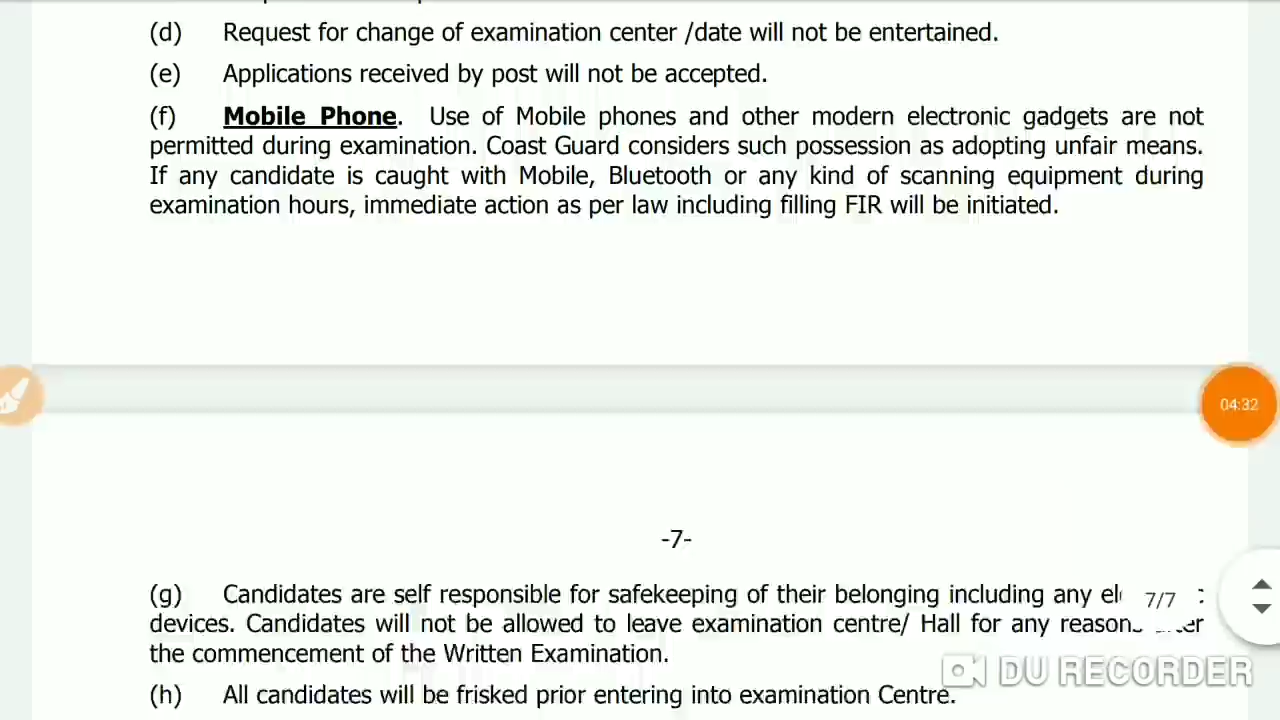 (d) Request for change of examination center /date will not be entertained.
(e) Applications received by post will not be accepted.
(f) Mobile Phone. Use of Mobile phones and other modern electronic gadgets are not
permitted during examination. Coast Guard considers such possession as adopting unfair means.
If any candidate is caught with Mobile, Bluetooth or any kind of scanning equipment during
examination hours, immediate action as per law including filling FIR will be initiated.
04:32
-7-
(g) Candidates are self responsible for safekeeping of their belonging including any
7/7
devices. Candidates will not be allowed to leave examination centre/ Hall for any reasons
the commencement of the Written Examination.
DU RECORDER
(h) All candidates will be frisked prior entering into examination Centre.